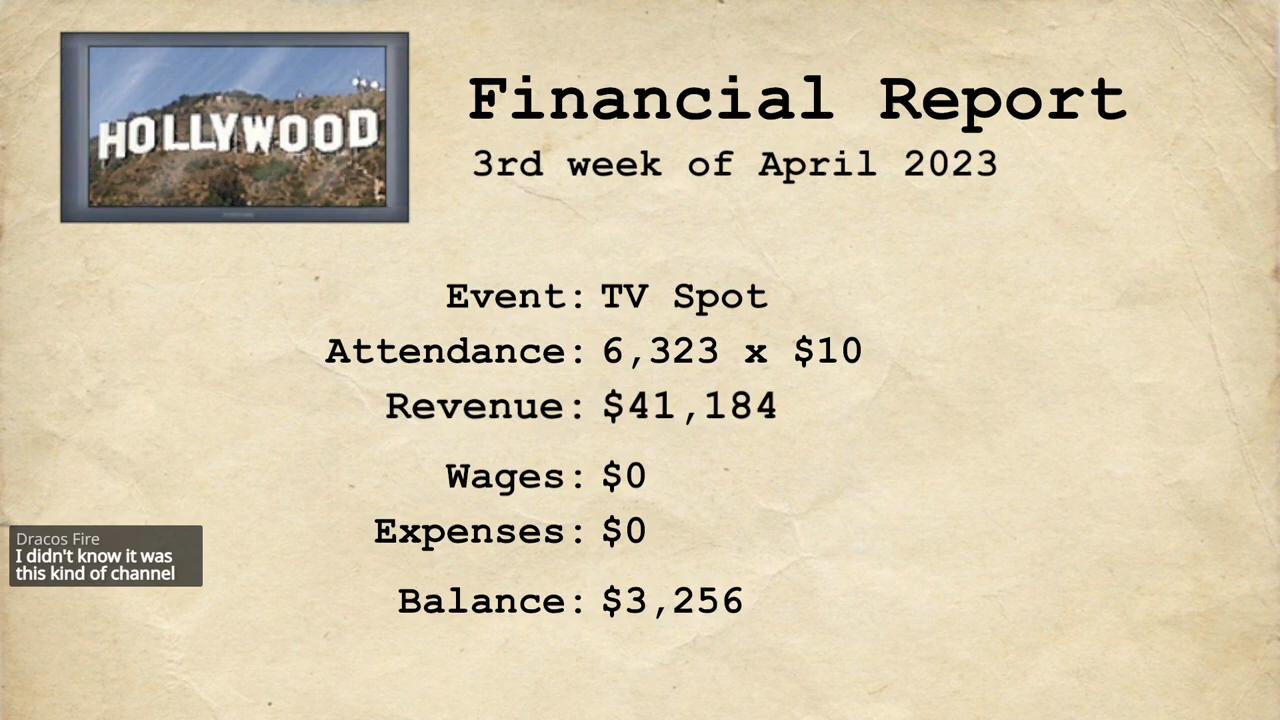 HOLLYWOOD
Financial Report
3rd week of April 2023
Event: TV Spot
Attendance: 6,323 x $10
Revenue: $41,184
Wages: $0
Expenses: $0
Dracos Fire
I didn't know it was
this kind of channel
Balance: $3,256